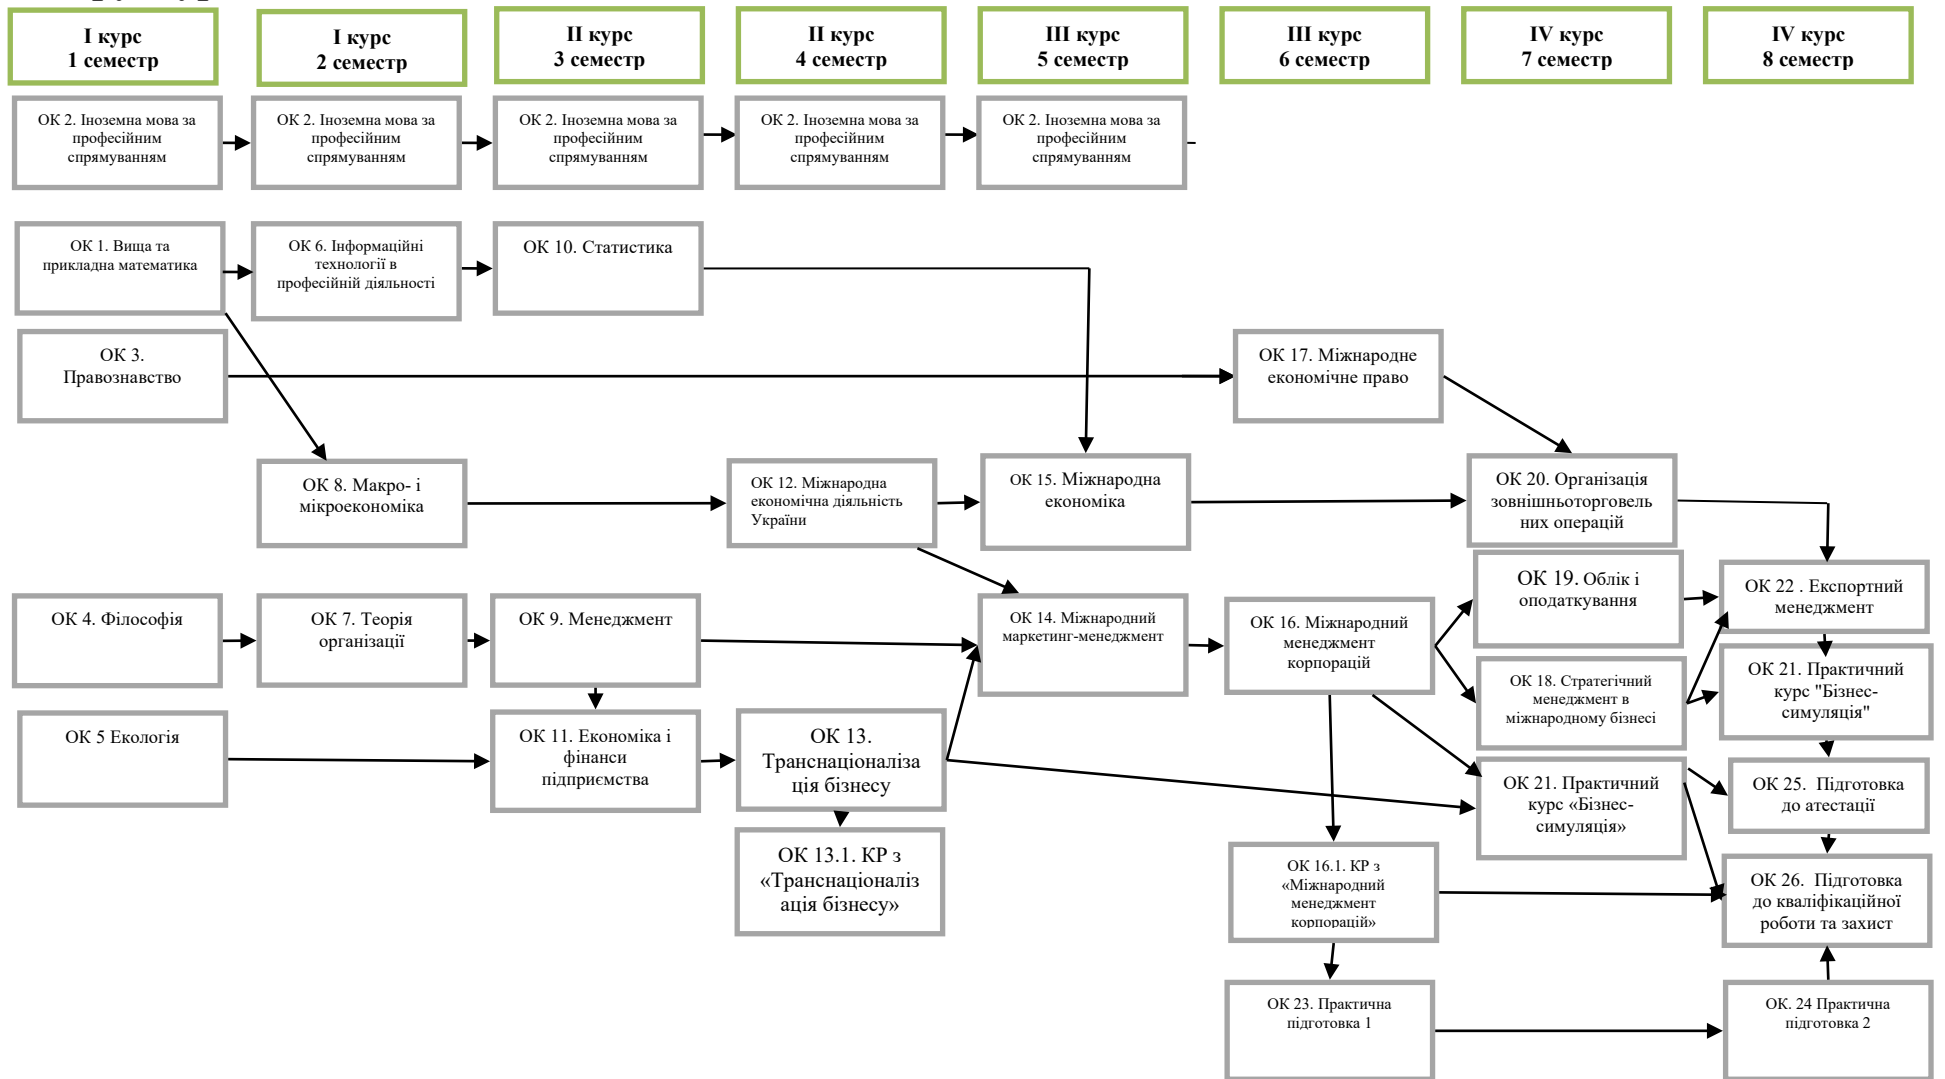 І курс
1 семестр
І курс
2 семестр
ІІ курс
3 семестр
ІІ курс
4 семестр
ІІІ курс
5 семестр
ІІІ курс
6 семестр
ІV курс
7 семестр
ІV курс
8 семестр
ОК 2. Іноземна мова за
професійним
спрямуванням
ОК 2. Іноземна мова за
професійним
спрямуванням
ОК 2. Іноземна мова за
професійним
спрямуванням
ОК 2. Іноземна мова за
професійним
спрямуванням
ОК 2. Іноземна мова за
професійним
спрямуванням
ОК 1. Вища та
прикладна математика
ОК 6. Інформаційні
технології в
професійній діяльності
ОК 10. Статистика
ОК 3.
Правознавство
ОК 17. Міжнародне
економічне право
ОК 8. Макро- і
мікроекономіка
ОК 12. Міжнародна
економічна діяльність
України
ОК 15. Міжнародна
економіка
ОК 20. Організація
зовнішньоторговель
них операцій
ОК 4. Філософія
ОК 7. Теорія
організації
ОК 9. Менеджмент
ОК 14. Міжнародний
маркетинг-менеджмент
ОК 16. Міжнародний
менеджмент
корпорацій
ОК 19. Облік і
оподаткування
ОК 22 . Експортний
менеджмент
ОК 18. Стратегічний
менеджмент в
міжнародному бізнесі
ОК 21. Практичний
курс "Бізнес-
симуляція"
ОК 5 Екологія
ОК 11. Економіка і
фінанси
підприємства
ОК 13.
Транснаціоналіза
ція бізнесу
ОК 21. Практичний
курс «Бізнес-
симуляція»
ОК 25. Підготовка
до атестації
ОК 13.1. КР з
«Транснаціоналіз
ація бізнесу»
ОК 16.1. КР з
«Міжнародний
менеджмент
корпорацій»
ОК 26. Підготовка
до кваліфікаційної
роботи та захист
ОК 23. Практична
підготовка 1
ОК. 24 Практична
підготовка 2